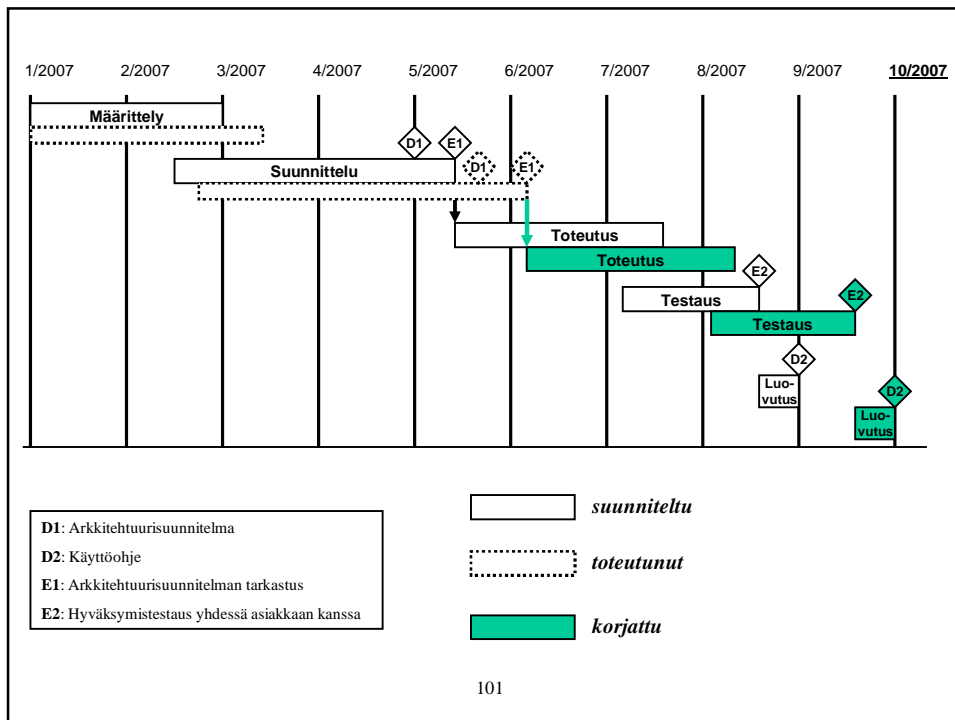 1/2007 2/2007 3/2007 4/2007 5/2007 6/2007 7/2007 8/2007 9/2007 10/2007
Määrittely
D1 E1
D1 E1
Suunnittelu
Toteutus
Toteutus
E2
Testaus
E2
Testaus
D2
Luo-
vutus
D2
Luo-
vutus
D1: Arkkitehtuurisuunnitelma
D2: Käyttöohje
E1: Arkkitehtuurisuunnitelman tarkastus
E2: Hyväksymistestaus yhdessä asiakkaan kanssa
suunniteltu
toteutunut
korjattu
101